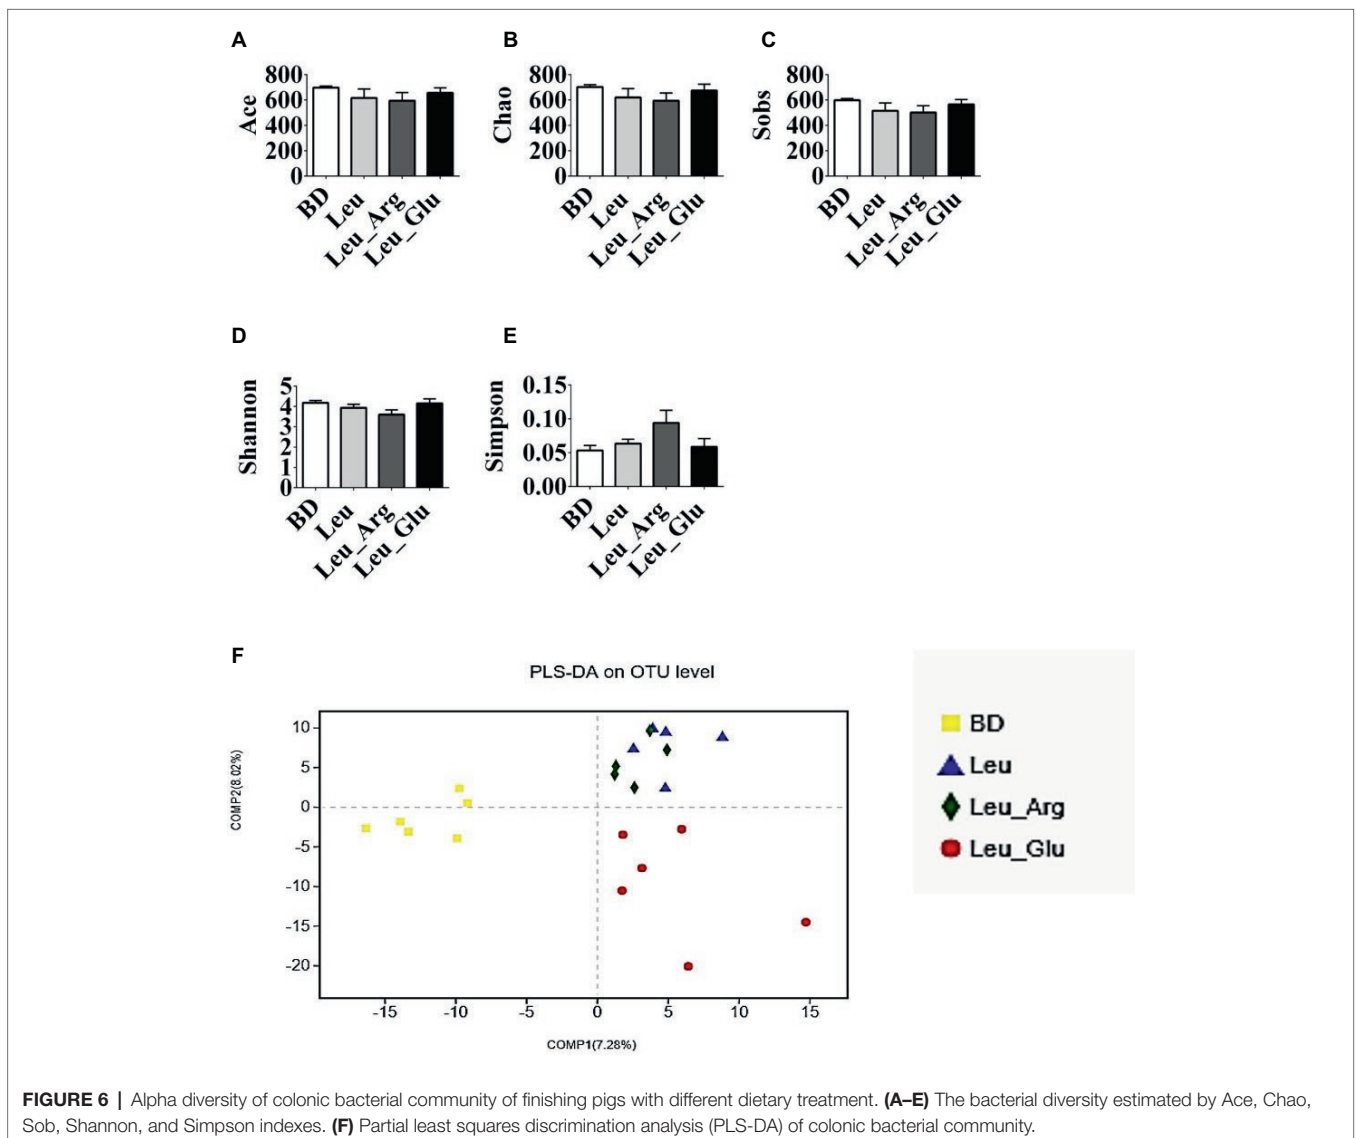 A
B
C
Ace
800
600
400
200
0
BD
Leu
Leu_Arg
Leu_Glu
Chao
800
600
400
200
0
BD
Leu
Leu_Arg
Leu_Glu
Sobs
800
600
400
200
0
BD
Leu
Leu_Arg
Leu_Glu
D
E
Shannon
5
4
3
2
1
0
BD
Leu
Leu_Arg
Leu_Glu
Simpson
0.15
0.10
0.05
0.00
BD
Leu
Leu_Arg
Leu_Glu
F
PLS-DA on OTU level
COMP2(8.02%)
10
5
0
-5
-10
-15
-20
-15
-10
-5
0
5
10
15
COMP1(7.28%)
BD
Leu
Leu_Arg
Leu_Glu
FIGURE 6 | Alpha diversity of colonic bacterial community of finishing pigs with different dietary treatment. (A–E) The bacterial diversity estimated by Ace, Chao,
Sob, Shannon, and Simpson indexes. (F) Partial least squares discrimination analysis (PLS-DA) of colonic bacterial community.